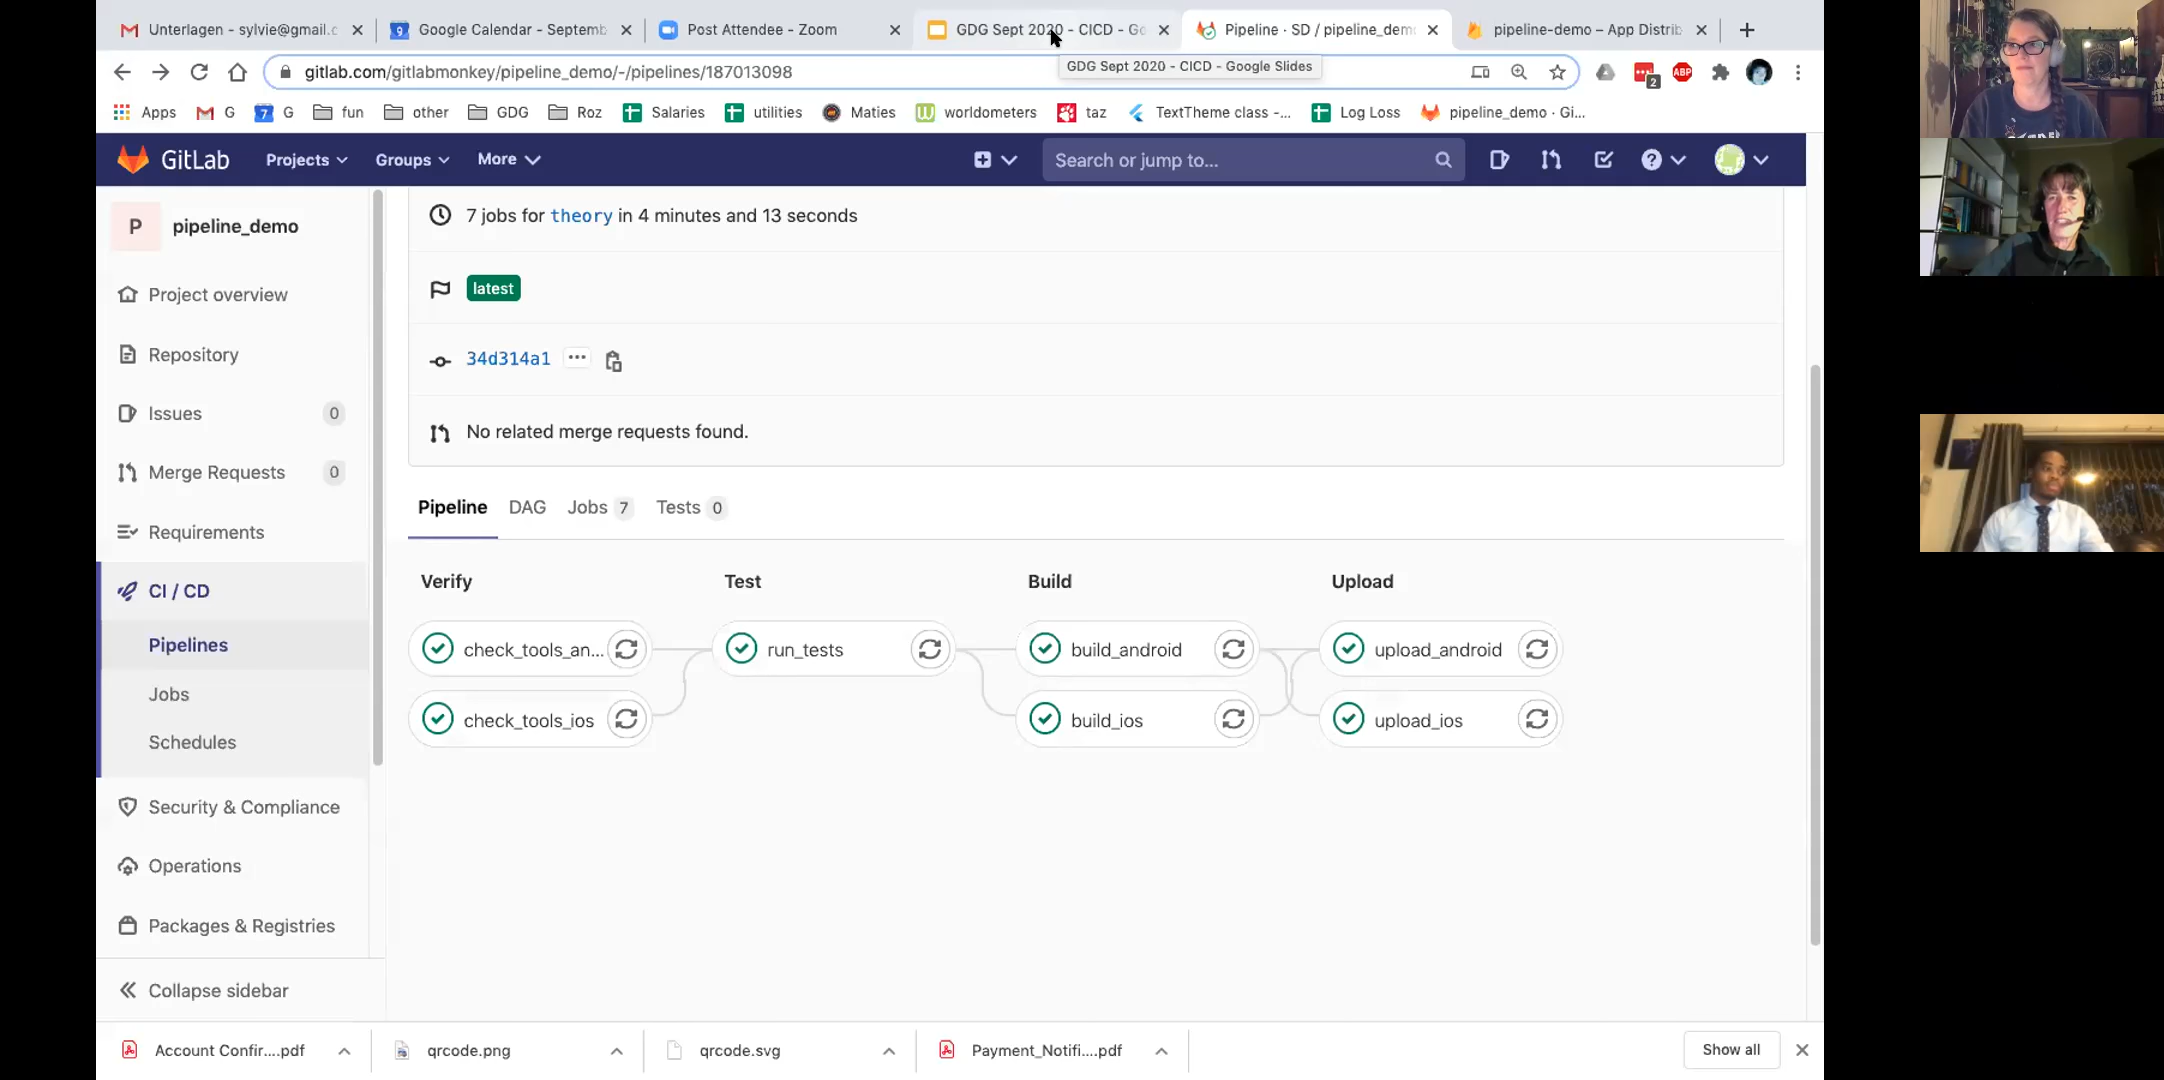 Unterlagen - sylvie@gmail.c
Google Calendar - Septemb
Post Attendee - Zoom
GDG Sept 2020 - CICD - Go
Pipeline · SD / pipeline_demo
pipeline-demo – App Distrib
gitlab.com/gitlabmonkey/pipeline_demo/-/pipelines/187013098
GDG Sept 2020 - CICD - Google Slides
2
ABP
Apps
G
7
G
fun
other
GDG
Roz
Salaries
utilities
Maties
worldometers
taz
TextTheme class -...
Log Loss
pipeline_demo · Gi...
GitLab
Projects
Groups
More
Search or jump to...
P
pipeline_demo
Project overview
Repository
Issues 0
Merge Requests 0
Requirements
CI / CD
Pipelines
Jobs
Schedules
Security & Compliance
Operations
Packages & Registries
Collapse sidebar
7 jobs for theory in 4 minutes and 13 seconds
latest
34d314a1 ...
No related merge requests found.
Pipeline DAG Jobs 7 Tests 0
Verify Test Build Upload
check_tools_an... run_tests build_android upload_android
check_tools_ios build_ios upload_ios
Account Confir....pdf
qrcode.png
qrcode.svg
Payment_Notifi....pdf
Show all